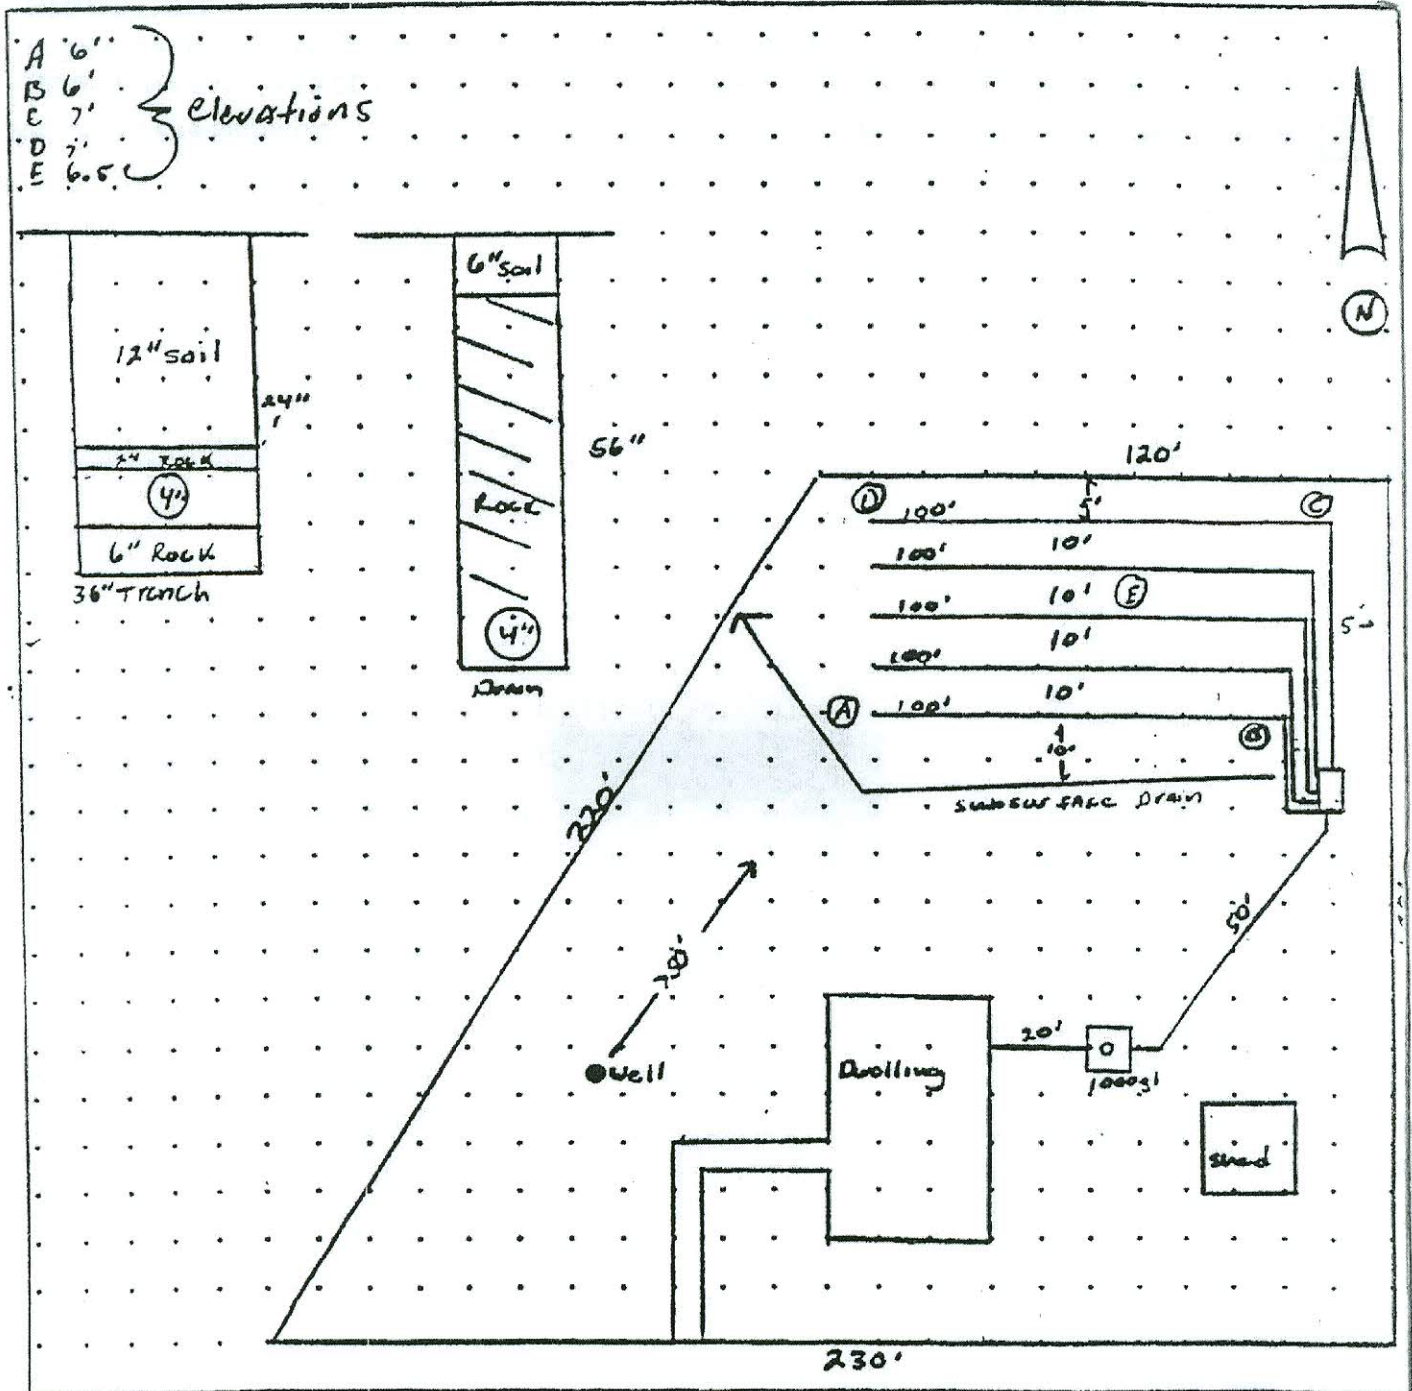 A 6'
B 6'
C 7'
D 7'
E 6.5
elevations
N
12" soil
24"
2" Rock
4"
6" Rock
36" Trench
6" soil
56"
Rock
4"
Drain
120'
D
C
5'
100'
10'
100'
10'
E
100'
10'
100'
10'
A
100'
B
10'
5'
subsurface Drain
220'
50'
70'
Well
Dwelling
20'
1000gl
shed
230'